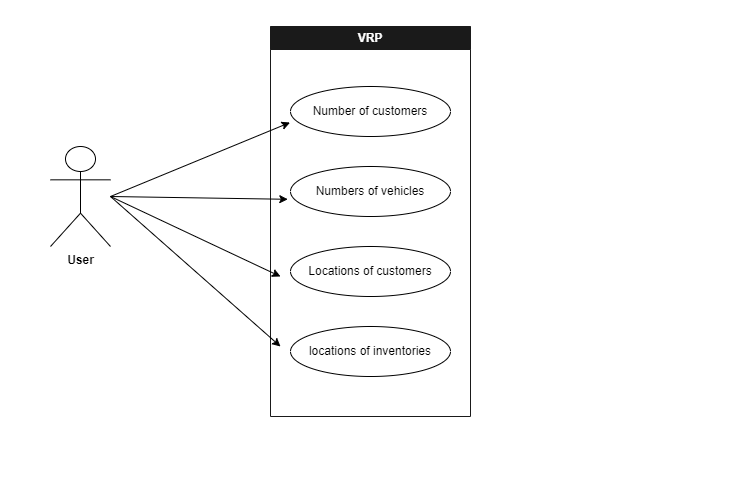 VRP
Number of customers
Numbers of vehicles
Locations of customers
locations of inventories
User